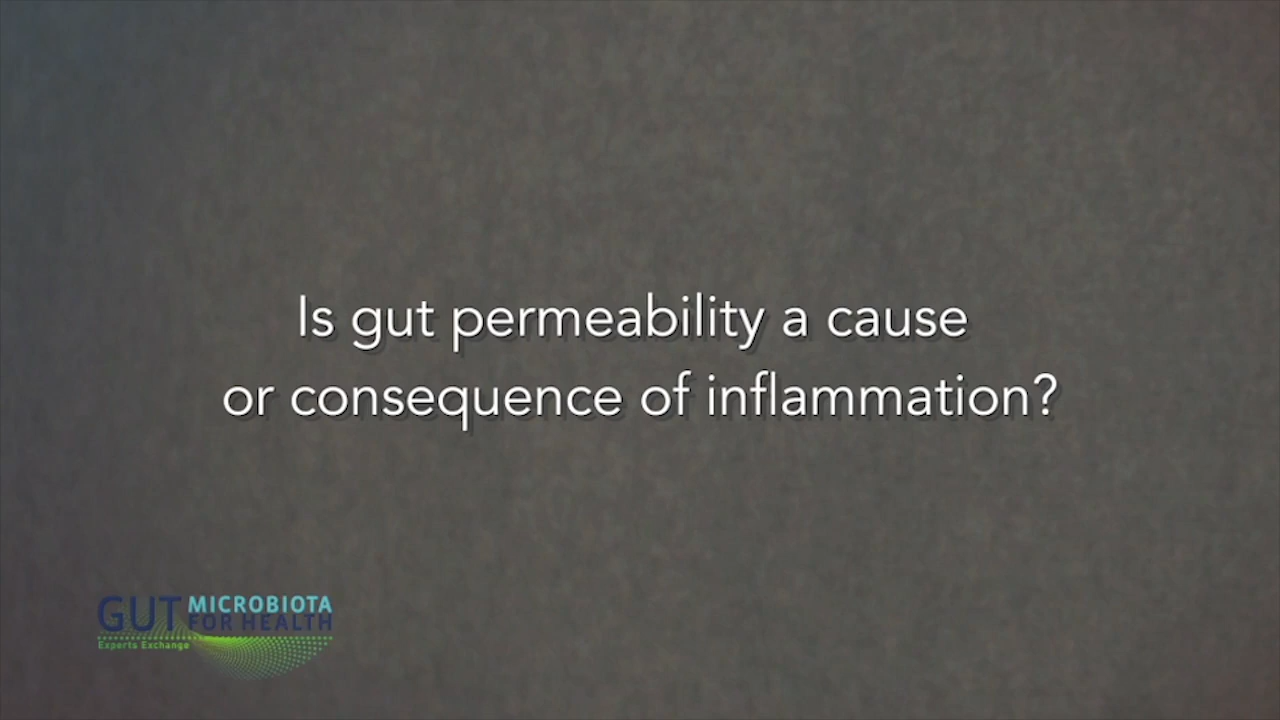 Is gut permeability a cause
or consequence of inflammation?
GUT MICROBIOTA
FOR HEALTH
Experts Exchange